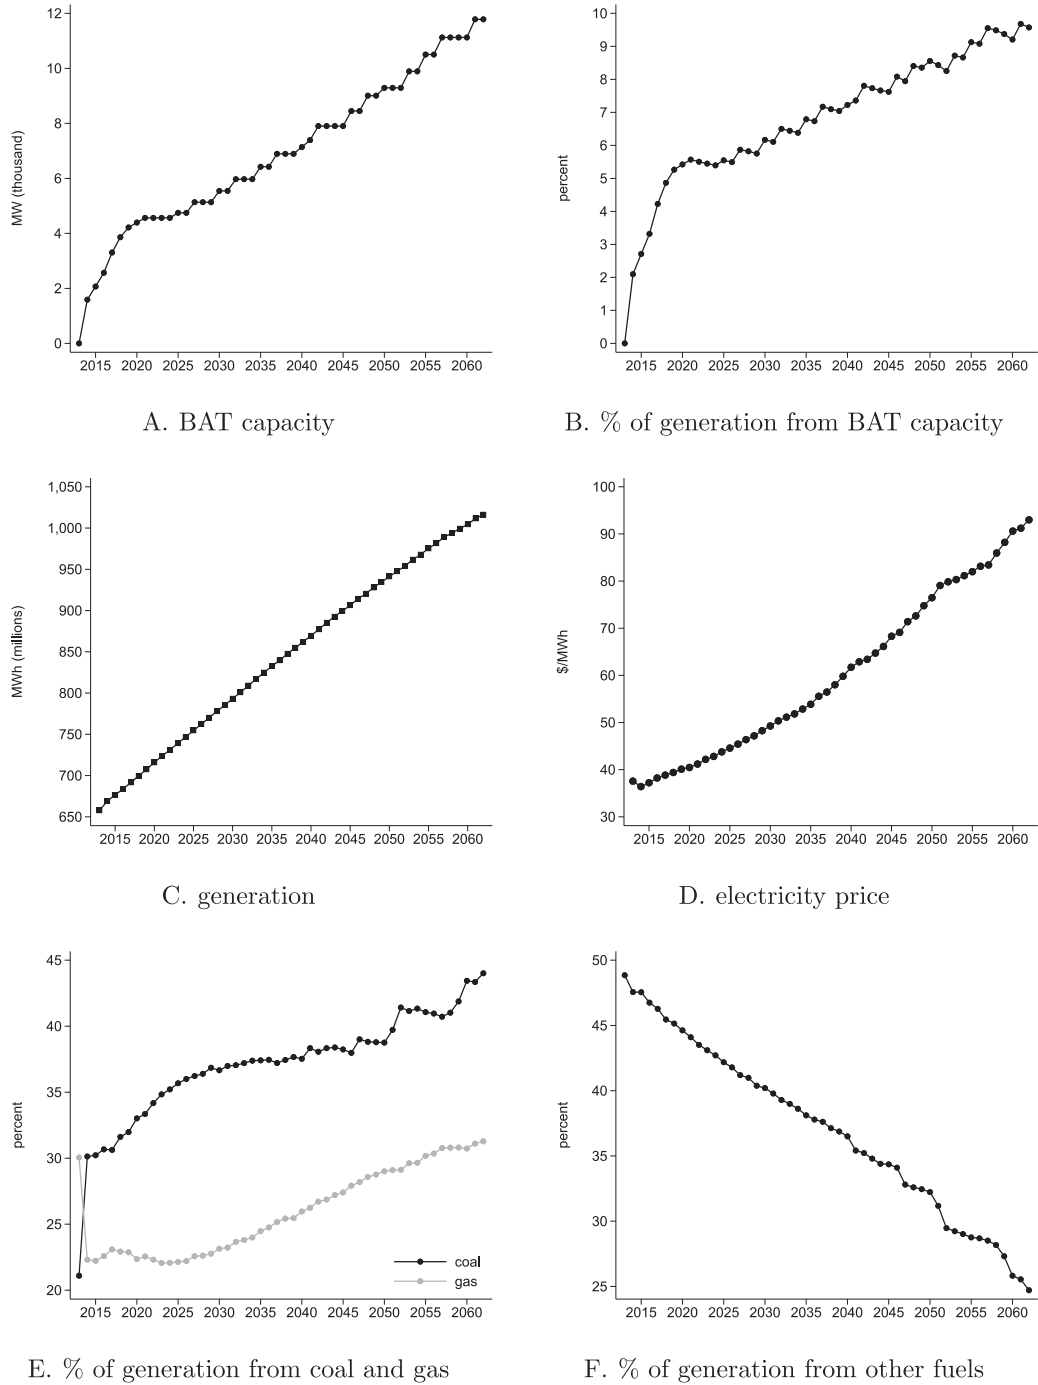 12
10
8
6
4
2
0
MW (thousand)
2015 2020 2025 2030 2035 2040 2045 2050 2055 2060
A. BAT capacity
10
9
8
7
6
5
4
3
2
1
0
percent
2015 2020 2025 2030 2035 2040 2045 2050 2055 2060
B. % of generation from BAT capacity
1,050
1,000
950
900
850
800
750
700
650
MWh (millions)
2015 2020 2025 2030 2035 2040 2045 2050 2055 2060
C. generation
100
90
80
70
60
50
40
30
$/MWh
2015 2020 2025 2030 2035 2040 2045 2050 2055 2060
D. electricity price
45
40
35
30
25
20
percent
coal
gas
2015 2020 2025 2030 2035 2040 2045 2050 2055 2060
E. % of generation from coal and gas
50
45
40
35
30
25
percent
2015 2020 2025 2030 2035 2040 2045 2050 2055 2060
F. % of generation from other fuels